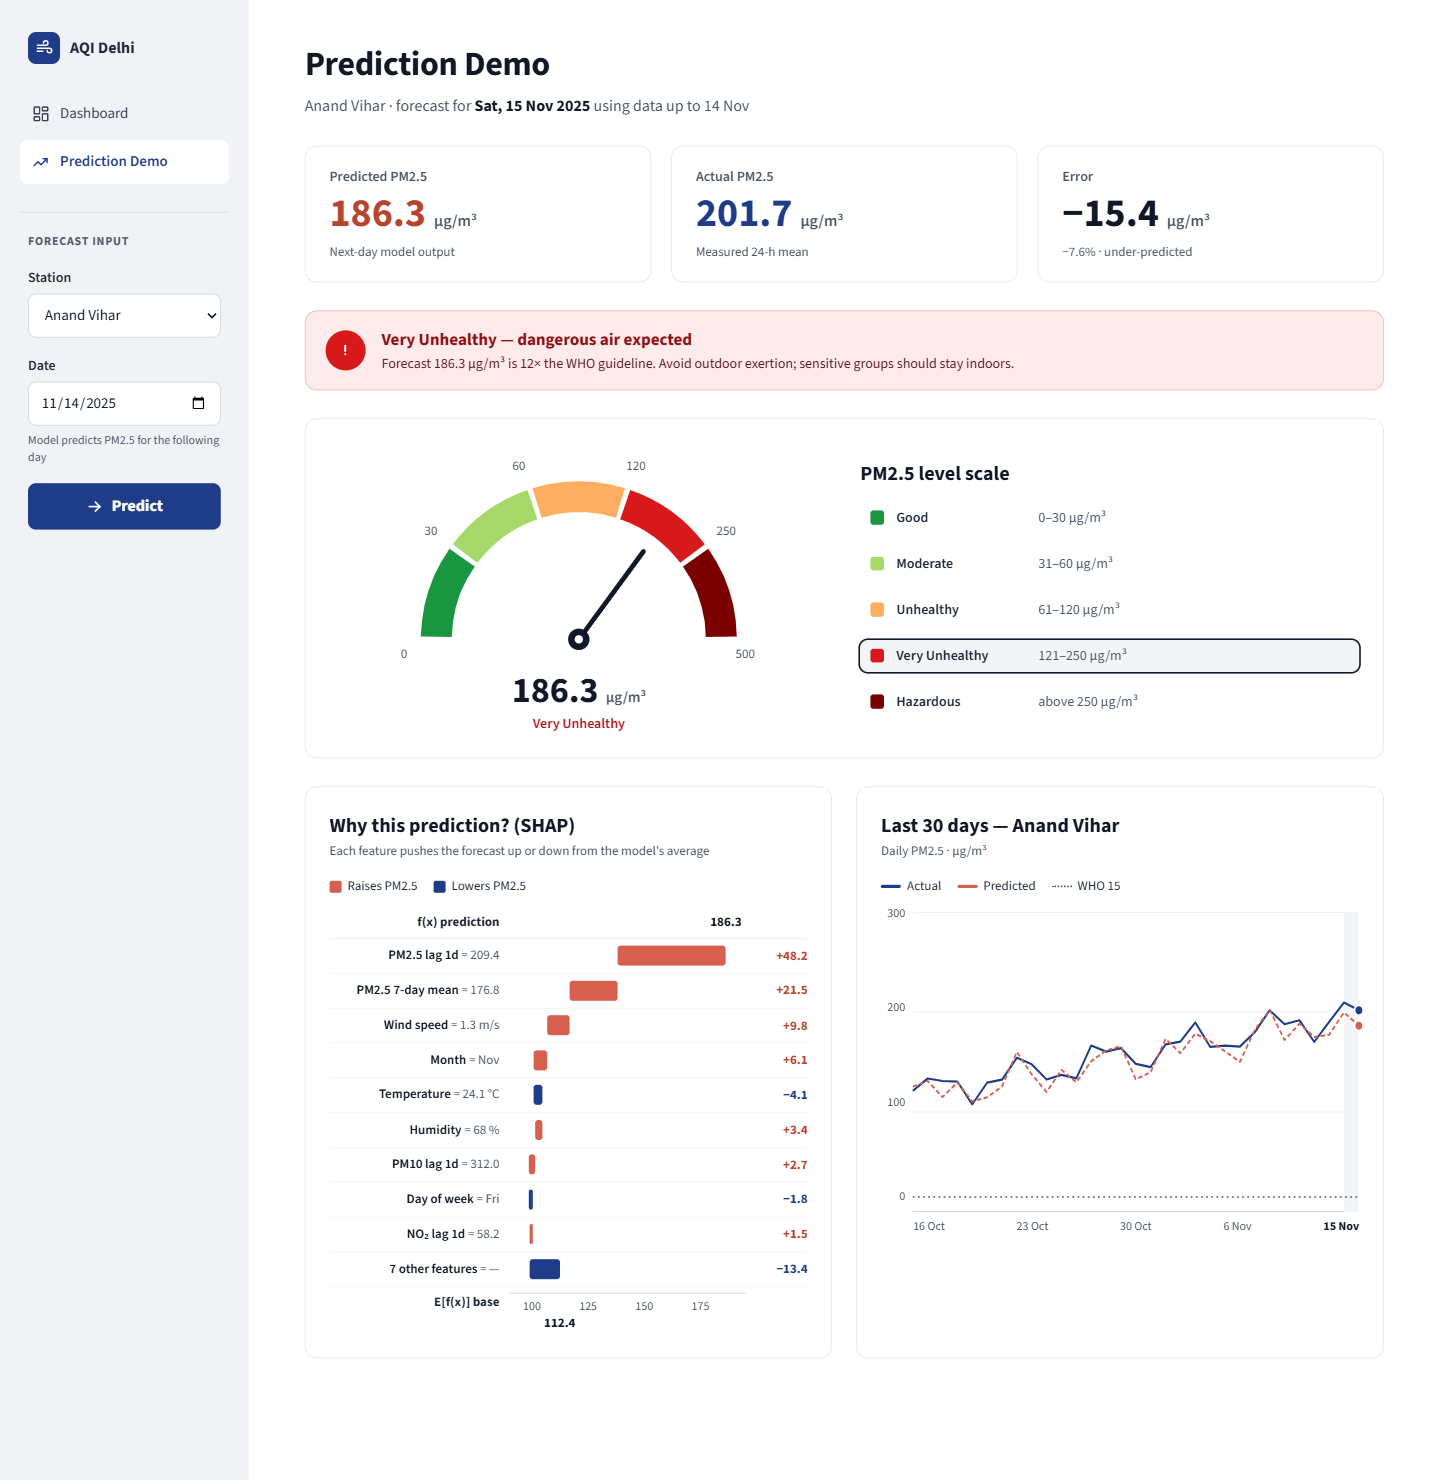 AQI Delhi
Dashboard
Prediction Demo
FORECAST INPUT
Station
Anand Vihar
Date
11/14/2025
Model predicts PM2.5 for the following
day
→ Predict
Prediction Demo
Anand Vihar · forecast for Sat, 15 Nov 2025 using data up to 14 Nov
Predicted PM2.5
186.3 µg/m³
Next-day model output
Actual PM2.5
201.7 µg/m³
Measured 24-h mean
Error
−15.4 µg/m³
−7.6% · under-predicted
!
Very Unhealthy — dangerous air expected
Forecast 186.3 µg/m³ is 12× the WHO guideline. Avoid outdoor exertion; sensitive groups should stay indoors.
0
30
60
120
250
500
186.3 µg/m³
Very Unhealthy
PM2.5 level scale
Good 0–30 µg/m³
Moderate 31–60 µg/m³
Unhealthy 61–120 µg/m³
Very Unhealthy 121–250 µg/m³
Hazardous above 250 µg/m³
Why this prediction? (SHAP)
Each feature pushes the forecast up or down from the model's average
Raises PM2.5 Lowers PM2.5
f(x) prediction 186.3
PM2.5 lag 1d = 209.4 +48.2
PM2.5 7-day mean = 176.8 +21.5
Wind speed = 1.3 m/s +9.8
Month = Nov +6.1
Temperature = 24.1 °C −4.1
Humidity = 68 % +3.4
PM10 lag 1d = 312.0 +2.7
Day of week = Fri −1.8
NO₂ lag 1d = 58.2 +1.5
7 other features = — −13.4
E[f(x)] base 100 125 150 175
112.4
Last 30 days — Anand Vihar
Daily PM2.5 · µg/m³
Actual Predicted WHO 15
300
200
100
0
16 Oct 23 Oct 30 Oct 6 Nov 15 Nov